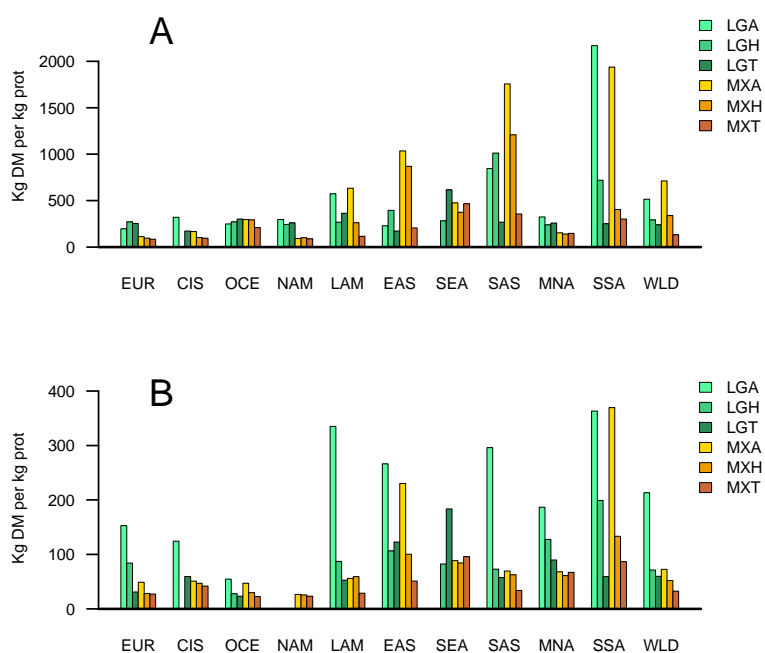 A
Kg DM per kg prot
2000
1500
1000
500
0
EUR CIS OCE NAM LAM EAS SEA SAS MNA SSA WLD
LGA
LGH
LGT
MXA
MXH
MXT
B
Kg DM per kg prot
400
300
200
100
0
EUR CIS OCE NAM LAM EAS SEA SAS MNA SSA WLD
LGA
LGH
LGT
MXA
MXH
MXT